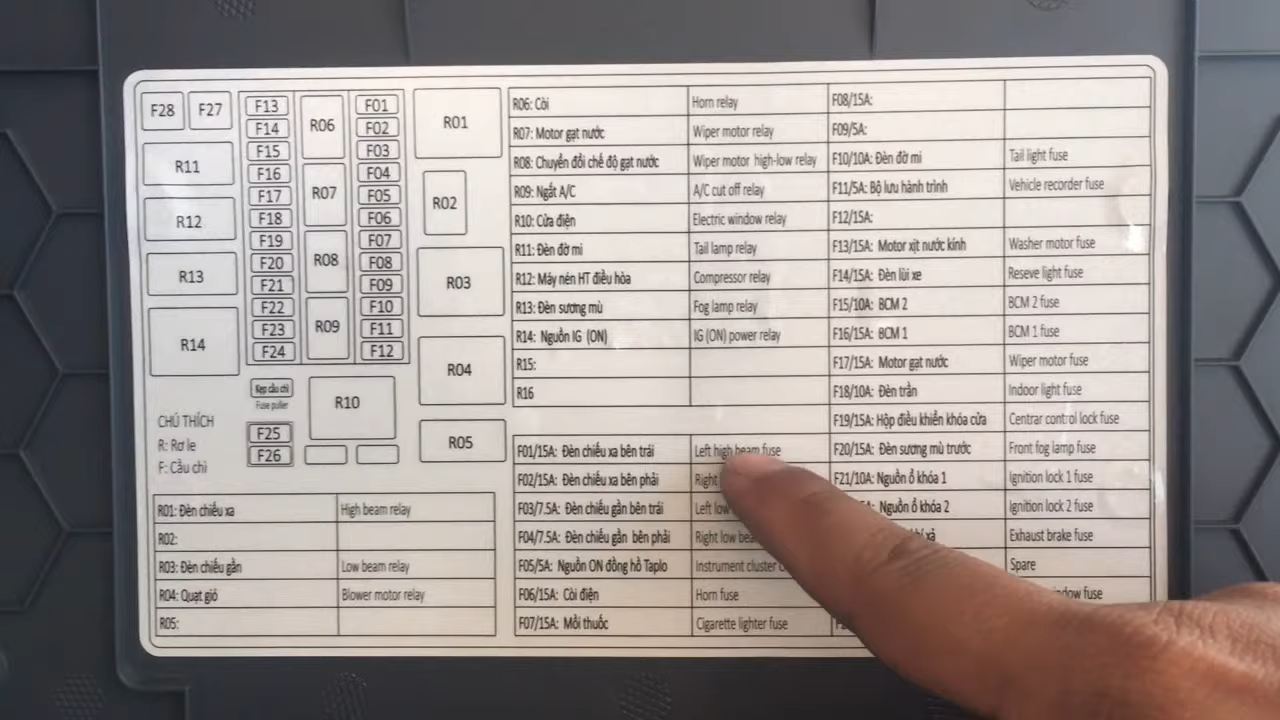 F28 F27 F13 R06 F01 R01
F14 F02
F15 F03
R11 F16 R07 F04 R02
F17 F05
R12 F18 F06
F19 R08 F07 R03
R13 F20 F08
F21 F09
F22 R09 F10
R14 F23 F11 R04
F24 F12
Kẹp cầu chì
Fuse puller
R10
CHÚ THÍCH
R: Rơ le
F: Cầu chì
F25
F26
R05
R01: Đèn chiếu xa High beam relay
R02:
R03: Đèn chiếu gần Low beam relay
R04: Quạt gió Blower motor relay
R05:
R06: Còi Horn relay
R07: Motor gạt nước Wiper motor relay
R08: Chuyển đổi chế độ gạt nước Wiper motor high-low relay
R09: Ngắt A/C A/C cut off relay
R10: Cửa điện Electric window relay
R11: Đèn đờ mi Tail lamp relay
R12: Máy nén HT điều hòa Compressor relay
R13: Đèn sương mù Fog lamp relay
R14: Nguồn IG (ON) IG (ON) power relay
R15:
R16
F01/15A: Đèn chiếu xa bên trái Left high beam fuse
F02/15A: Đèn chiếu xa bên phải Right
F03/7.5A: Đèn chiếu gần bên trái Left
F04/7.5A: Đèn chiếu gần bên phải Right low
F05/5A: Nguồn ON đồng hồ Taplo Instrument cluster
F06/15A: Còi điện Horn fuse
F07/15A: Mồi thuốc Cigarette lighter fuse
F08/15A:
F09/5A:
F10/10A: Đèn đờ mi Tail light fuse
F11/5A: Bộ lưu hành trình Vehicle recorder fuse
F12/15A:
F13/15A: Motor xịt nước kính Washer motor fuse
F14/15A: Đèn lùi xe Reseve light fuse
F15/10A: BCM 2 BCM 2 fuse
F16/15A: BCM 1 BCM 1 fuse
F17/15A: Motor gạt nước Wiper motor fuse
F18/10A: Đèn trần Indoor light fuse
F19/15A: Hộp điều khiển khóa cửa Centrar control lock fuse
F20/15A: Đèn sương mù trước Front fog lamp fuse
F21/10A: Nguồn ổ khóa 1 Ignition lock 1 fuse
Nguồn ổ khóa 2 Ignition lock 2 fuse
xả Exhaust brake fuse
Spare
fuse